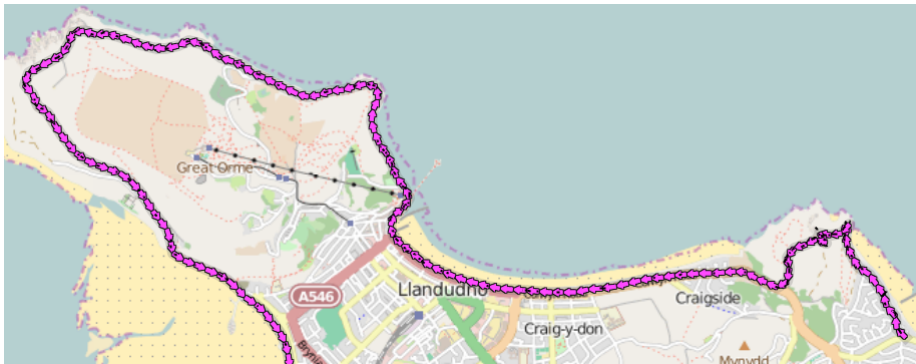 Great Orme
A546
Llandudno
Craigside
Craig-y-don
Mynydd